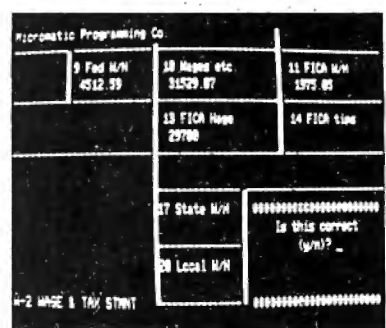 Micromatic Programming Co.
9 Fed W/H
4512.59
10 Wages etc.
31529.87
11 FICA W/H
1975.05
13 FICA Wage
29700
14 FICA tips
17 State W/H
Is this correct
(y/n)? _
20 Local W/H
W-2 WAGE & TAX STMNT